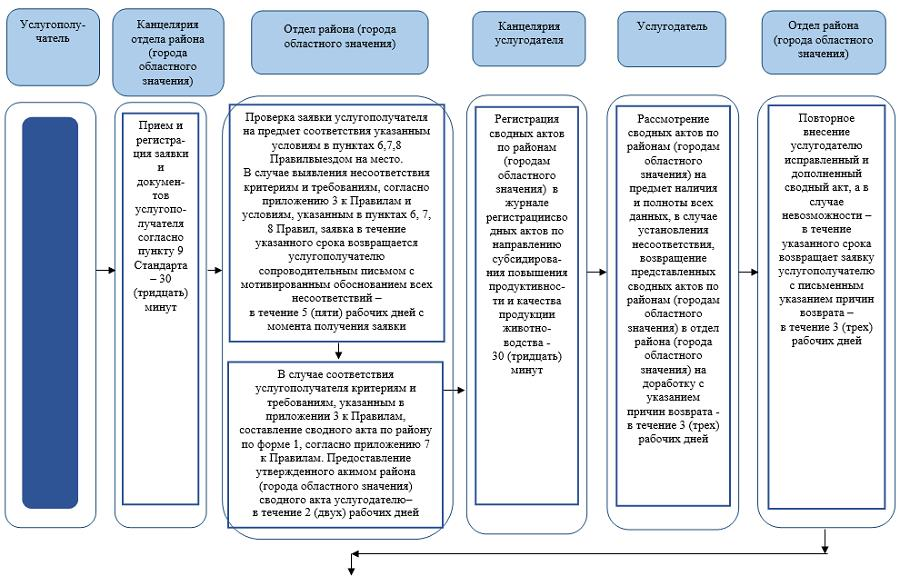 Услугополу-
чатель
Канцелярия
отдела района
(города
областного
значения)
Отдел района (города
областного значения)
Канцелярия
услугодателя
Услугодатель
Отдел района
(города областного
значения)
Прием и
регистра-
ция заявки
и
докумен-
тов
услугопо-
лучателя
согласно
пункту 9
Стандарта
– 30
(тридцать)
минут
Проверка заявки услугополучателя
на предмет соответствия указанным
условиям в пунктах 6,7,8
Правилвыездом на место.
В случае выявления несоответствия
критериям и требованиям, согласно
приложению 3 к Правилам и
условиям, указанным в пунктах 6, 7,
8 Правил, заявка в течение
указанного срока возвращается
услугополучателю
сопроводительным письмом с
мотивированным обоснованием всех
несоответствий –
в течение 5 (пяти) рабочих дней с
момента получения заявки
В случае соответствия
услугополучателя критериям и
требованиям, указанным в
приложении 3 к Правилам,
составление сводного акта по району
по форме 1, согласно приложению 7
к Правилам. Предоставление
утвержденного акимом района
(города областного значения)
сводного акта услугодателю–
в течение 2 (двух) рабочих дней
Регистрация
сводных актов
по районам
(городам
областного
значения) в
журнале
регистрациисво
дных актов по
направлению
субсидирова-
ния повышения
продуктивнос-
ти и качества
продукции
животно-
водства -
30 (тридцать)
минут
Рассмотрение
сводных актов по
районам (городам
областного
значения) на
предмет наличия
и полноты всех
данных, в случае
установления
несоответствия,
возвращение
представленных
сводных актов по
районам (городам
областного
значения) в отдел
района (города
областного
значения) на
доработку с
указанием
причин возврата -
в течение 3 (трех)
рабочих дней
Повторное
внесение
услугодателю
исправленный и
дополненный
сводный акт, а в
случае
невозможности –
в течение
указанного срока
возвращает заявку
услугополучателю
с письменным
указанием причин
возврата –
в течение 3 (трех)
рабочих дней